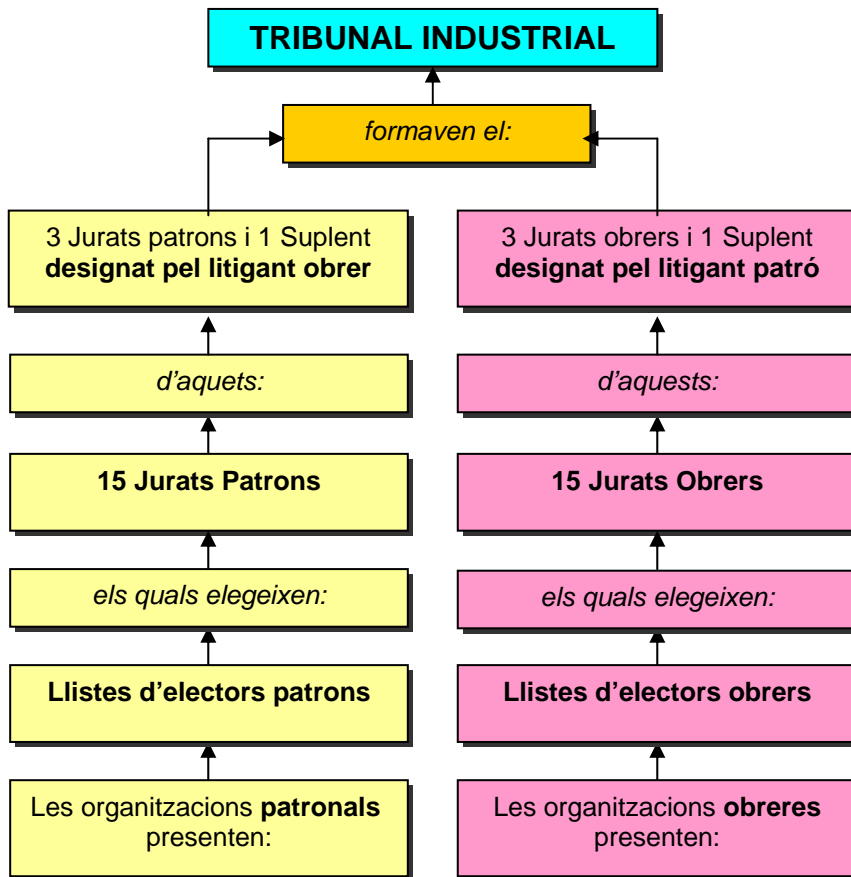 TRIBUNAL INDUSTRIAL
formaven el:
3 Jurats patrons i 1 Suplent
designat pel litigant obrer
3 Jurats obrers i 1 Suplent
designat pel litigant patró
d'aquets:
d'aquests:
15 Jurats Patrons
15 Jurats Obrers
els quals elegeixen:
els quals elegeixen:
Llistes d’electors patrons
Llistes d’electors obrers
Les organitzacions patronals
presenten:
Les organitzacions obreres
presenten: